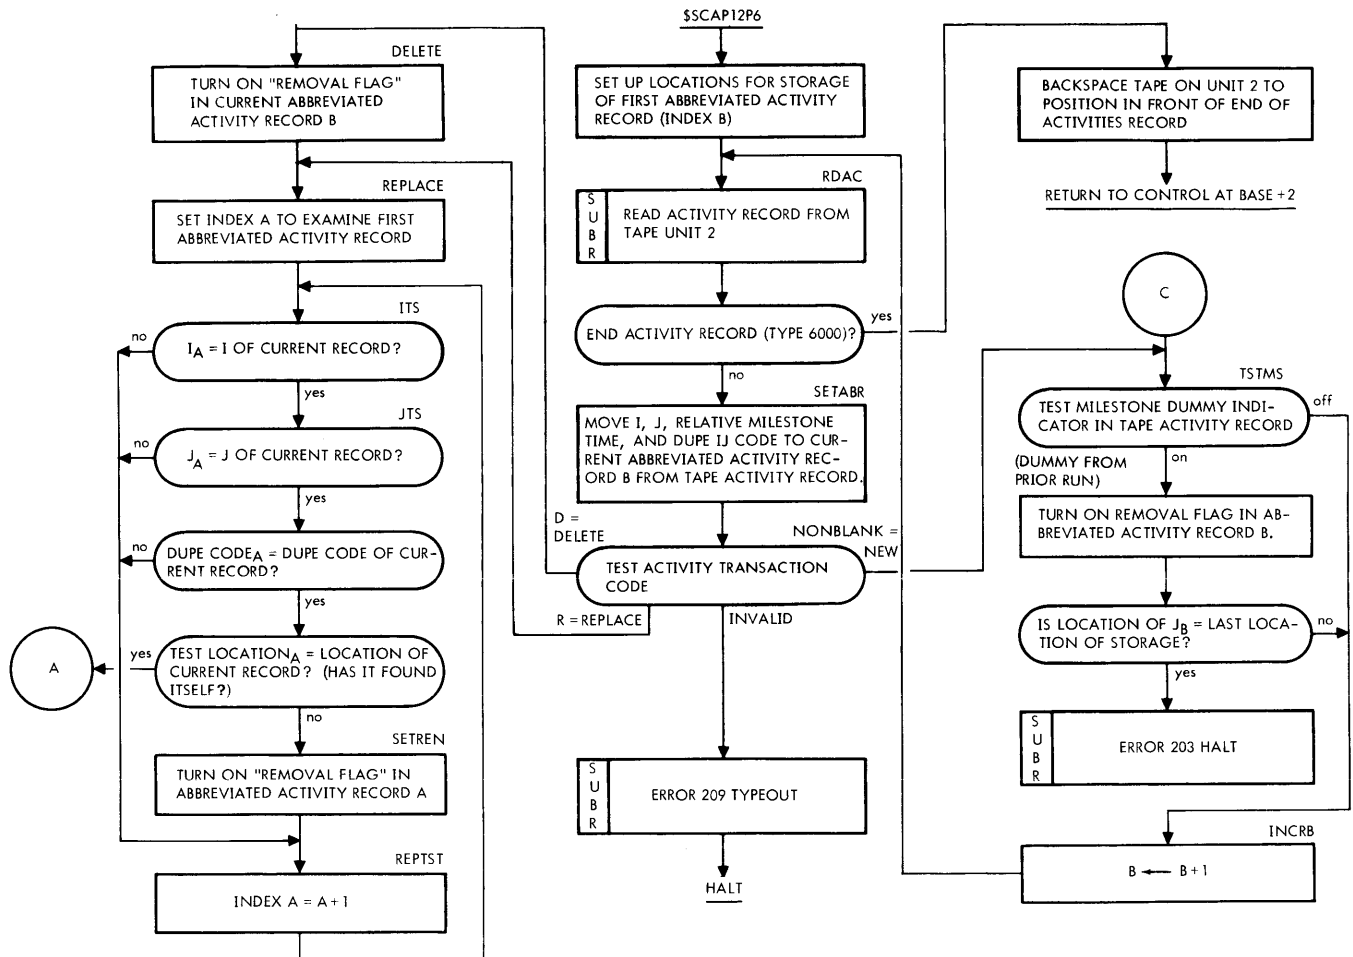 $SCAP12P6
DELETE
TURN ON "REMOVAL FLAG"
IN CURRENT ABBREVIATED
ACTIVITY RECORD B
REPLACE
SET INDEX A TO EXAMINE FIRST
ABBREVIATED ACTIVITY RECORD
ITS
no
I_A = I OF CURRENT RECORD?
yes
JTS
no
J_A = J OF CURRENT RECORD?
yes
no
DUPE CODE_A = DUPE CODE OF CUR-
RENT RECORD?
yes
A
yes
TEST LOCATION_A = LOCATION OF
CURRENT RECORD? (HAS IT FOUND
ITSELF?)
no
SETREN
TURN ON "REMOVAL FLAG" IN
ABBREVIATED ACTIVITY RECORD A
REPTST
INDEX A = A + 1
SET UP LOCATIONS FOR STORAGE
OF FIRST ABBREVIATED ACTIVITY
RECORD (INDEX B)
RDAC
SUBR
READ ACTIVITY RECORD FROM
TAPE UNIT 2
END ACTIVITY RECORD (TYPE 6000)?
yes
no
SETABR
MOVE I, J, RELATIVE MILESTONE
TIME, AND DUPE IJ CODE TO CUR-
RENT ABBREVIATED ACTIVITY REC-
ORD B FROM TAPE ACTIVITY RECORD.
D =
DELETE
NONBLANK =
NEW
TEST ACTIVITY TRANSACTION
CODE
R = REPLACE
INVALID
SUBR
ERROR 209 TYPEOUT
HALT
BACKSPACE TAPE ON UNIT 2 TO
POSITION IN FRONT OF END OF
ACTIVITIES RECORD
RETURN TO CONTROL AT BASE +2
C
TSTMS
TEST MILESTONE DUMMY INDI-
CATOR IN TAPE ACTIVITY RECORD
off
on
(DUMMY FROM
PRIOR RUN)
TURN ON REMOVAL FLAG IN AB-
BREVIATED ACTIVITY RECORD B.
IS LOCATION OF J_B = LAST LOCA-
TION OF STORAGE?
no
yes
SUBR
ERROR 203 HALT
INCRB
B ← B + 1